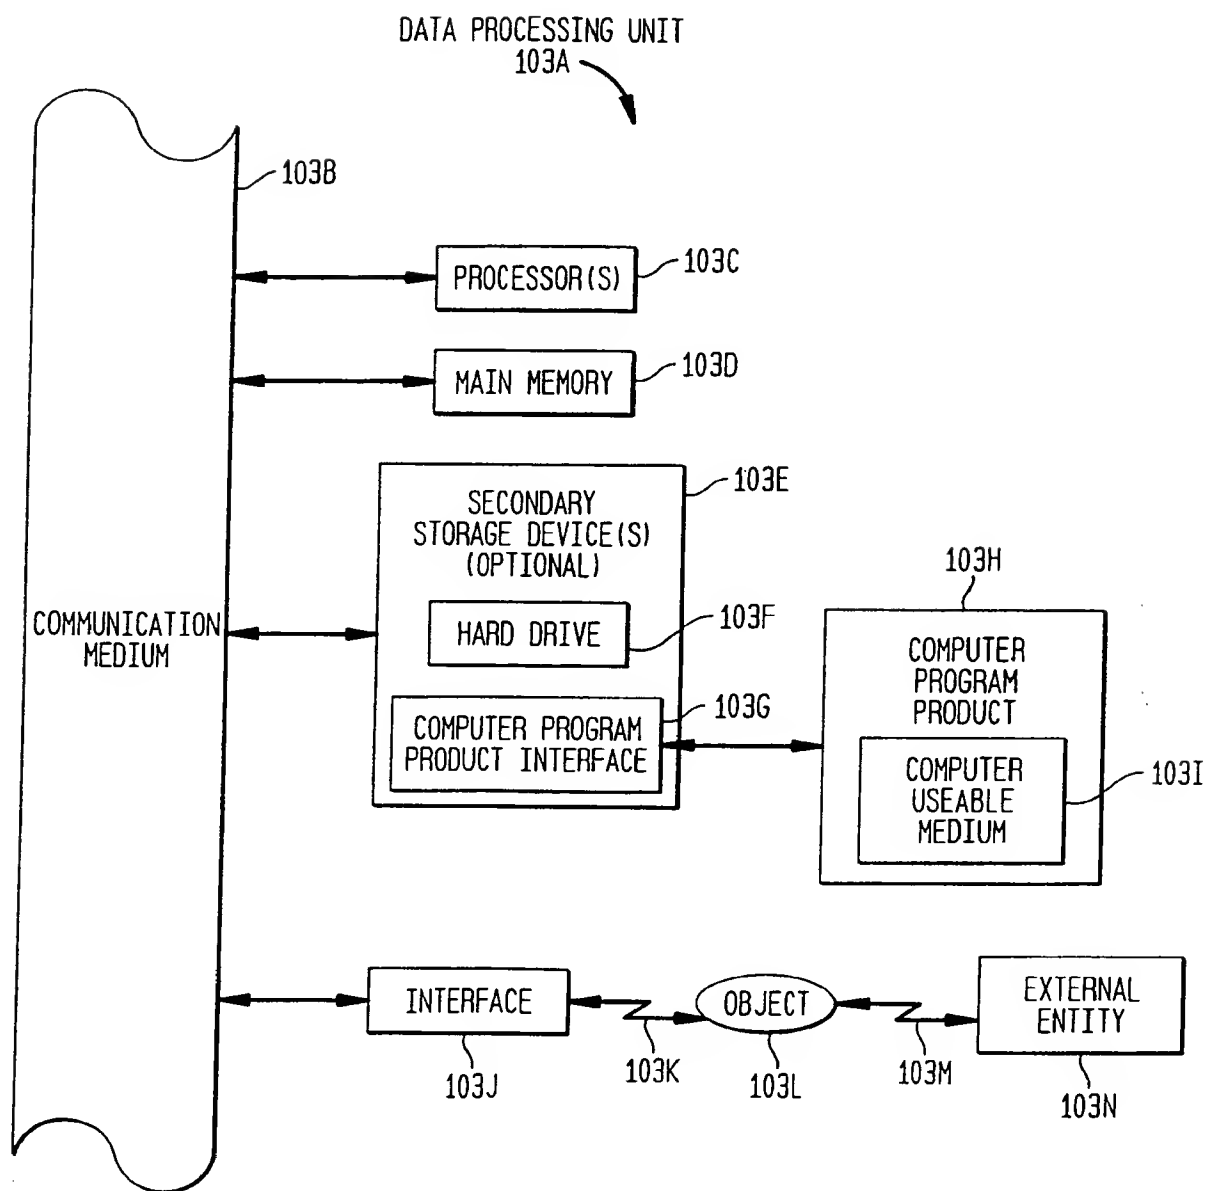 DATA PROCESSING UNIT
103A
103B
PROCESSOR(S)
103C
MAIN MEMORY
103D
SECONDARY
STORAGE DEVICE(S)
(OPTIONAL)
103E
HARD DRIVE
103F
COMPUTER PROGRAM
PRODUCT INTERFACE
103G
COMMUNICATION
MEDIUM
103H
COMPUTER
PROGRAM
PRODUCT
COMPUTER
USEABLE
MEDIUM
103I
INTERFACE
103J
103K
OBJECT
103L
103M
EXTERNAL
ENTITY
103N